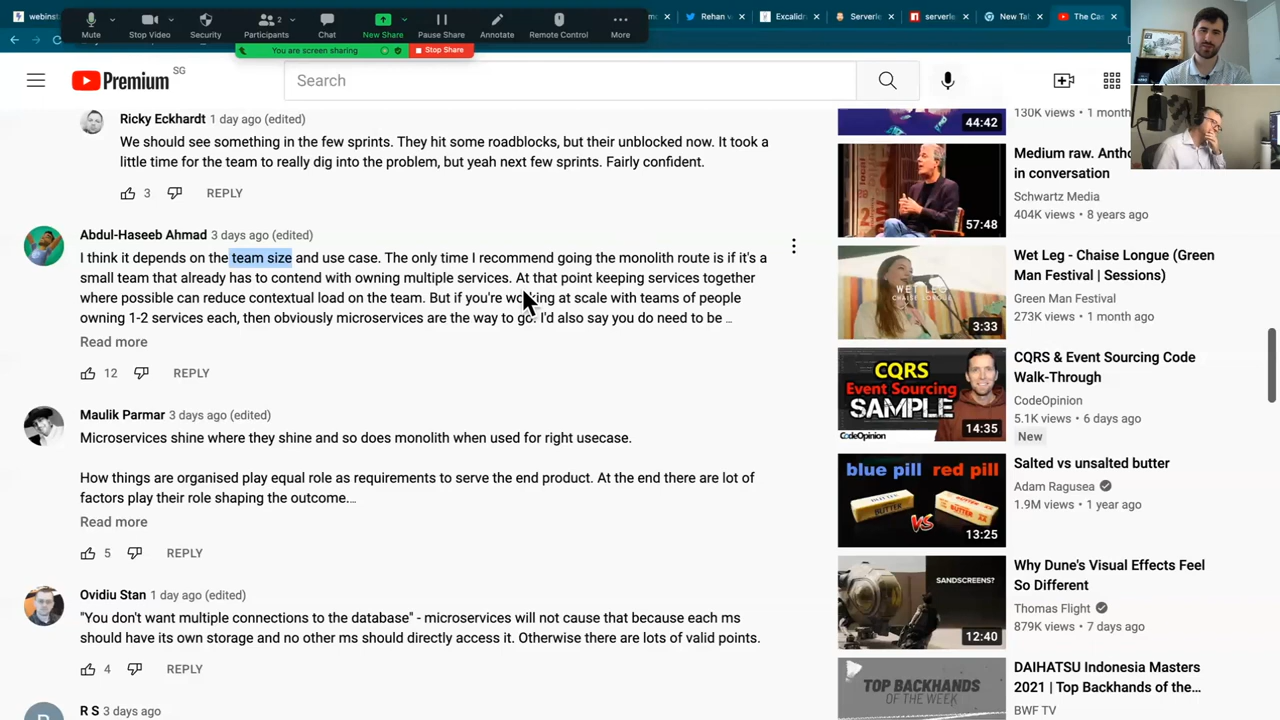 webinst
Rehan v
Excalidra
Serverle
serverle
New Tal
The Cas
Mute
Stop Video
Security
Participants
2
Chat
New Share
Pause Share
Annotate
Remote Control
More
You are screen sharing
Stop Share
Premium SG
Search
Ricky Eckhardt 1 day ago (edited)
We should see something in the few sprints. They hit some roadblocks, but their unblocked now. It took a
little time for the team to really dig into the problem, but yeah next few sprints. Fairly confident.
3 REPLY
Abdul-Haseeb Ahmad 3 days ago (edited)
I think it depends on the team size and use case. The only time I recommend going the monolith route is if it's a
small team that already has to contend with owning multiple services. At that point keeping services together
where possible can reduce contextual load on the team. But if you're working at scale with teams of people
owning 1-2 services each, then obviously microservices are the way to go. I'd also say you do need to be ...
Read more
12 REPLY
Maulik Parmar 3 days ago (edited)
Microservices shine where they shine and so does monolith when used for right usecase.
How things are organised play equal role as requirements to serve the end product. At the end there are lot of
factors play their role shaping the outcome...
Read more
5 REPLY
Ovidiu Stan 1 day ago (edited)
"You don't want multiple connections to the database" - microservices will not cause that because each ms
should have its own storage and no other ms should directly access it. Otherwise there are lots of valid points.
4 REPLY
R S 3 days ago
44:42
130K views • 1 month
Medium raw. Antho
in conversation
Schwartz Media
404K views • 8 years ago
57:48
Wet Leg - Chaise Longue (Green
Man Festival | Sessions)
Green Man Festival
273K views • 1 month ago
WET LEG
CHAISE LONGUE
3:33
CQRS & Event Sourcing Code
Walk-Through
CodeOpinion
5.1K views • 6 days ago
New
CQRS
Event Sourcing
SAMPLE
CodeOpinion
14:35
Salted vs unsalted butter
Adam Ragusea
1.9M views • 1 year ago
blue pill red pill
BUTTER
VS
BUTTER
13:25
Why Dune's Visual Effects Feel
So Different
Thomas Flight
879K views • 7 days ago
SANDSCREENS?
12:40
DAIHATSU Indonesia Masters
2021 | Top Backhands of the...
BWF TV
TOP BACKHANDS
OF THE WEEK